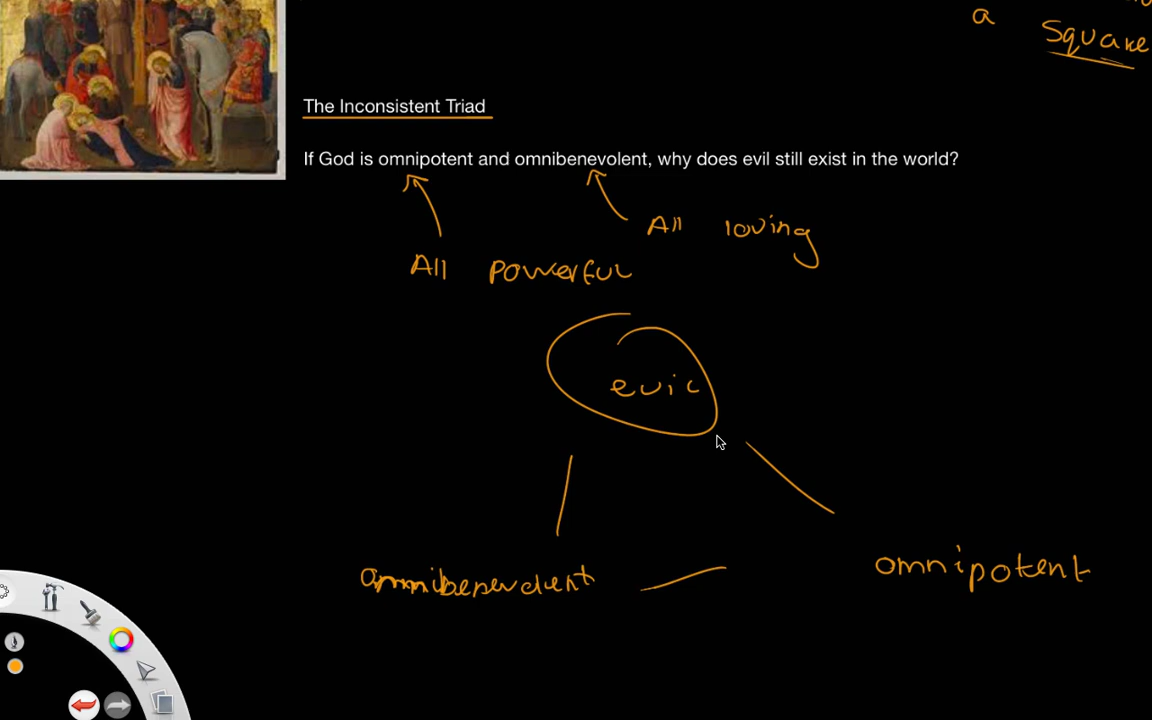 a
Square
The Inconsistent Triad
If God is omnipotent and omnibenevolent, why does evil still exist in the world?
All loving
All powerful
evil
omnibenevolent
omnipotent